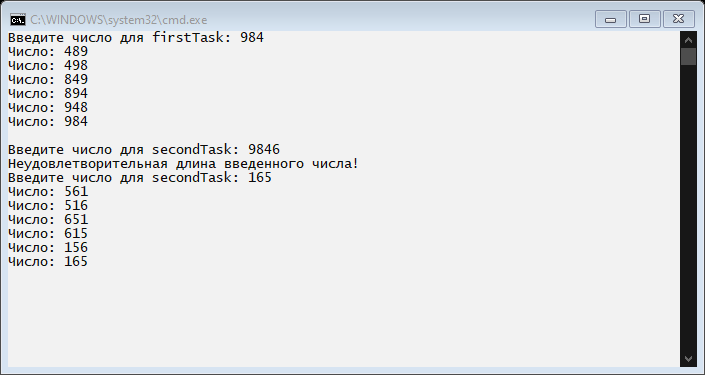 C:\WINDOWS\system32\cmd.exe
Введите число для firstTask: 984
Число: 489
Число: 498
Число: 849
Число: 894
Число: 948
Число: 984
Введите число для secondTask: 9846
Неудовлетворительная длина введенного числа!
Введите число для secondTask: 165
Число: 561
Число: 516
Число: 651
Число: 615
Число: 156
Число: 165